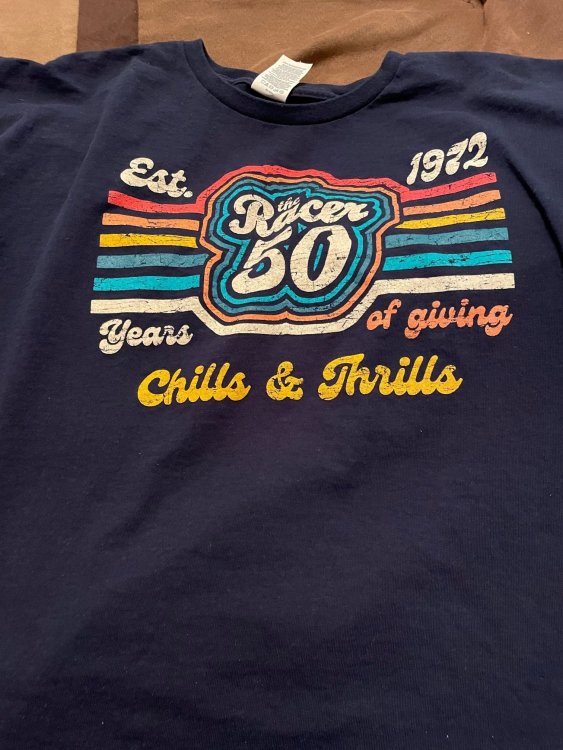 Est. 1972
the
Racer
50
Years of giving
Chills & Thrills